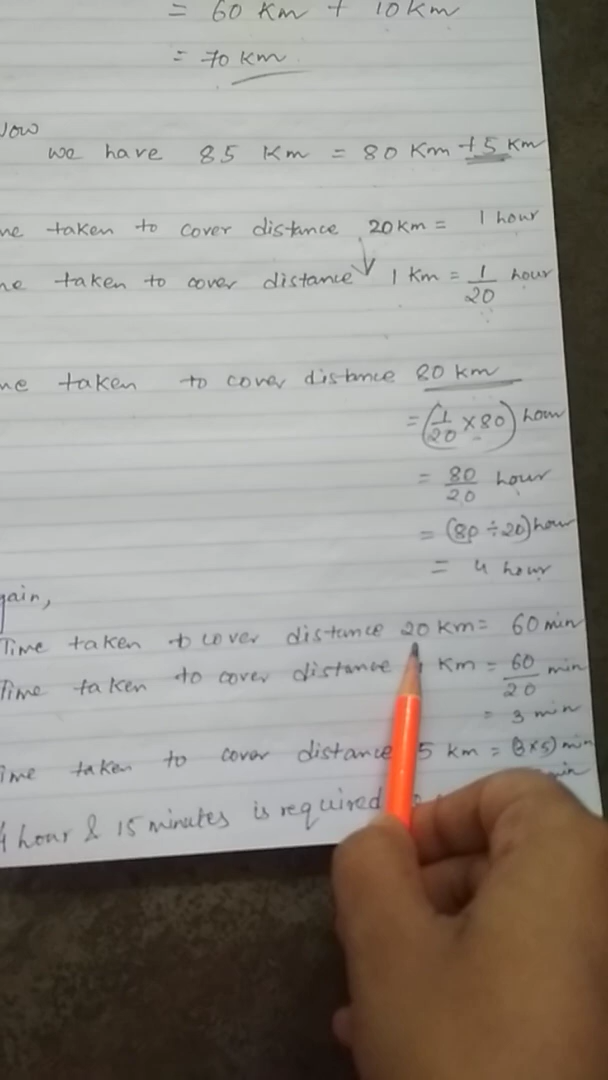 = 60 Km + 10 Km
= 70 Km
we have 85 Km = 80 Km + 5 Km
taken to cover distance 20 Km = 1 hour
taken to cover distance 1 Km = 1/20 hour
taken to cover distance 80 Km
= (1/20 × 80) hour
= 80/20 hour
= (80 ÷ 20) hour
= 4 hour
Time taken to cover distance 20 Km = 60 min
Time taken to cover distance Km = 60/20 min
= 3 min
taken to cover distance 5 km = (3×5) min
min
4 hour & 15 minutes is required